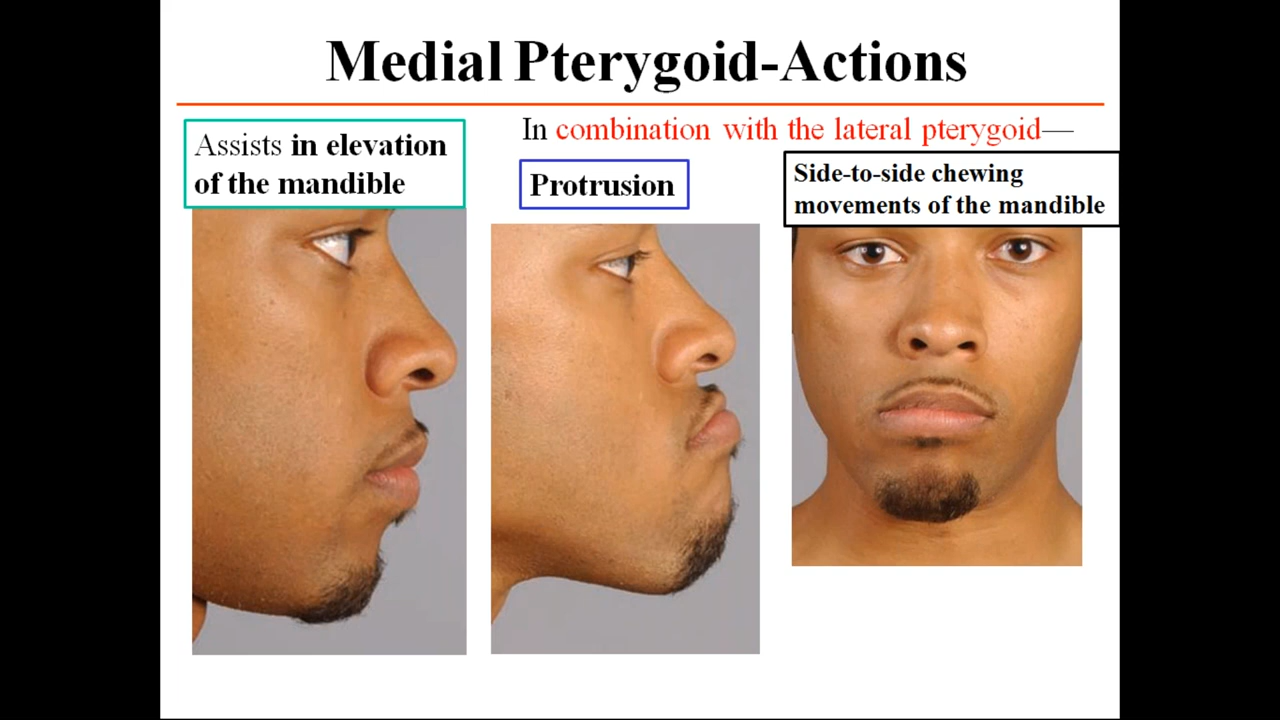 Medial Pterygoid-Actions
Assists in elevation
of the mandible
In combination with the lateral pterygoid—
Protrusion
Side-to-side chewing
movements of the mandible